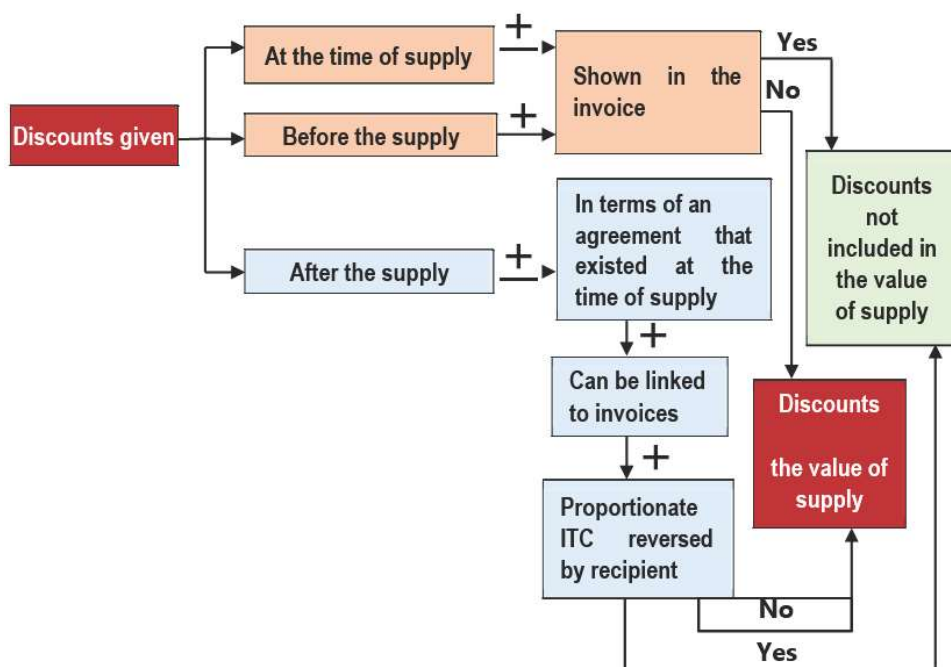 At the time of supply
+
Shown in the
invoice
Yes
No
Discounts given
Before the supply
+
Discounts
not
included in
the value
of supply
After the supply
+
In terms of an
agreement that
existed at the
time of supply
+
Can be linked
to invoices
+
Discounts
the value of
supply
Proportionate
ITC reversed
by recipient
No
Yes